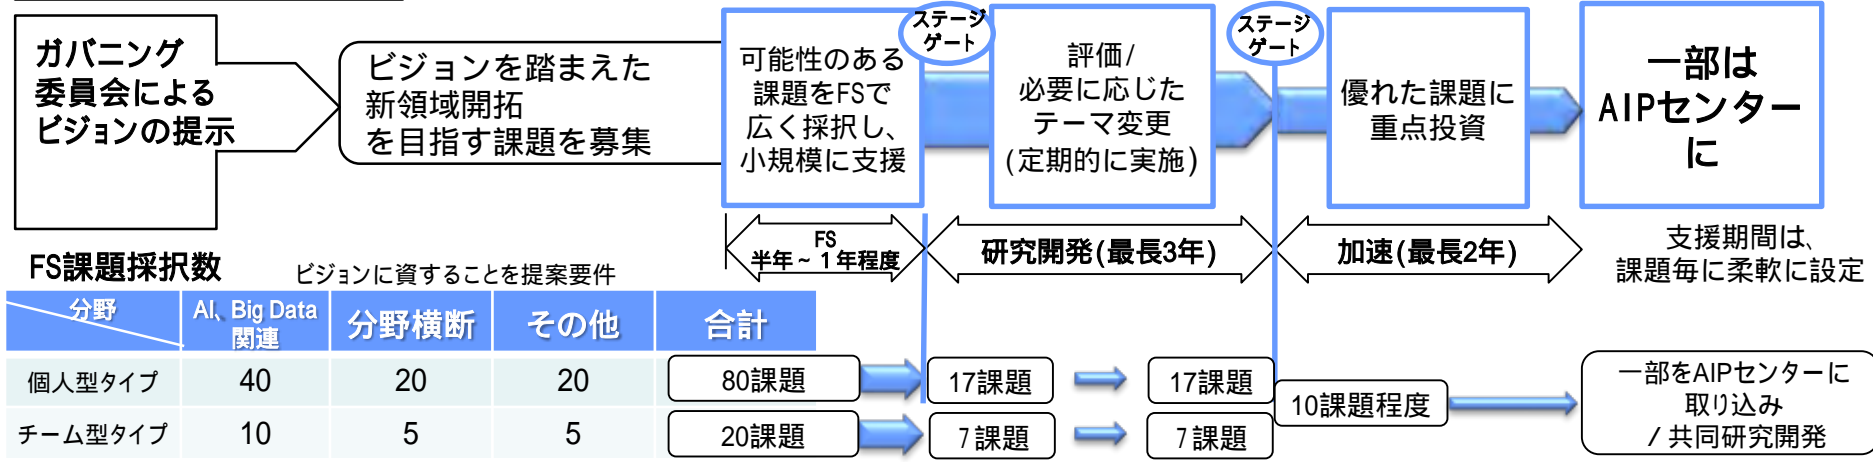 ガバニング
委員会による
ビジョンの提示
ビジョンを踏まえた
新領域開拓
を目指す課題を募集
可能性のある
課題をFSで
広く採択し、
小規模に支援
ステージ
ゲート
評価/
必要に応じた
テーマ変更
(定期的に実施)
ステージ
ゲート
優れた課題に
重点投資
一部は
AIPセンター
に
FS
半年~1年程度
研究開発(最長3年)
加速(最長2年)
支援期間は、
課題毎に柔軟に設定
FS課題採択数
ビジョンに資することを提案要件
分野
AI、Big Data
関連
分野横断
その他
合計
個人型タイプ
40
20
20
80課題
17課題
17課題
チーム型タイプ
10
5
5
20課題
7課題
7課題
10課題程度
一部をAIPセンターに
取り込み
/共同研究開発